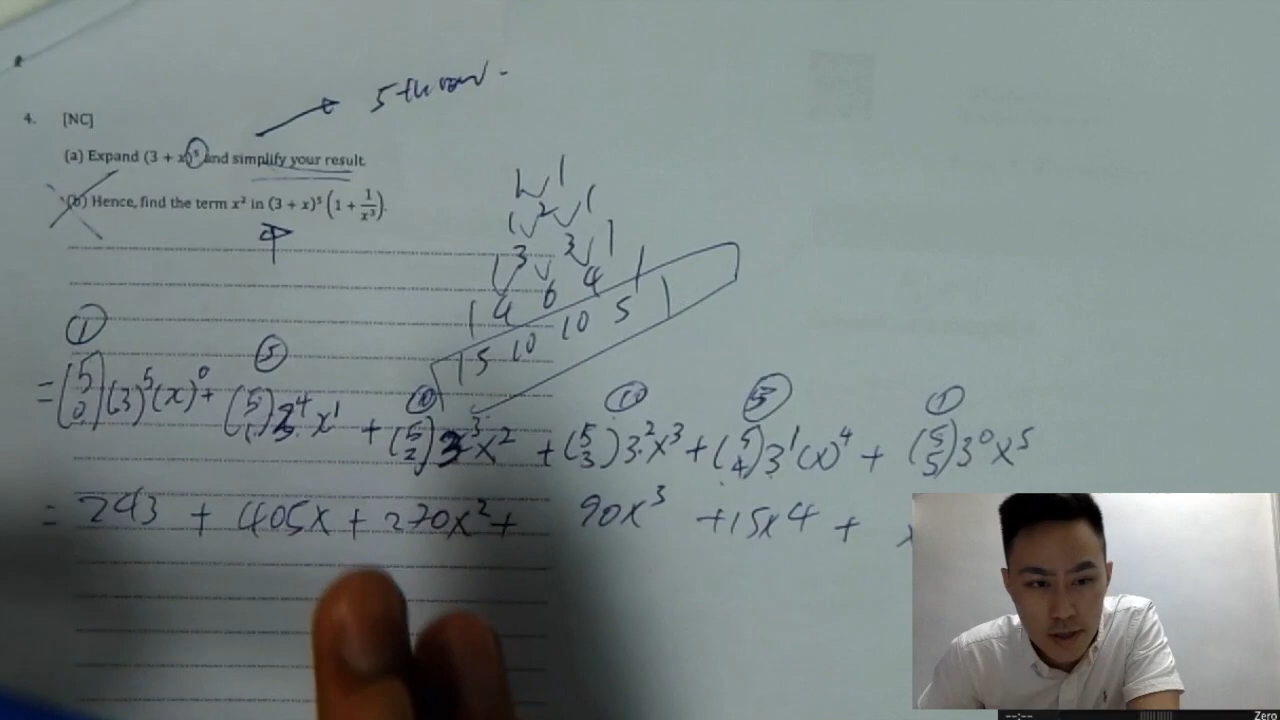 5th row.
4. [NC]
(a) Expand (3 + x)⁵ and simplify your result.
(b) Hence, find the term x² in (3 + x)⁵ (1 + 1/x³).
1 1
1 2 1
1 3 3 1
1 4 6 4 1
1 5 10 10 5 1
① ⑤ ⑩ ⑩ ⑤ ①
= (5 0)(3)⁵(x)⁰ + (5 1)3⁴x¹ + (5 2)3³x² + (5 3)3²x³ + (5 4)3¹(x)⁴ + (5 5)3⁰x⁵
= 243 + 405x + 270x² + 90x³ + 15x4 +
Zero